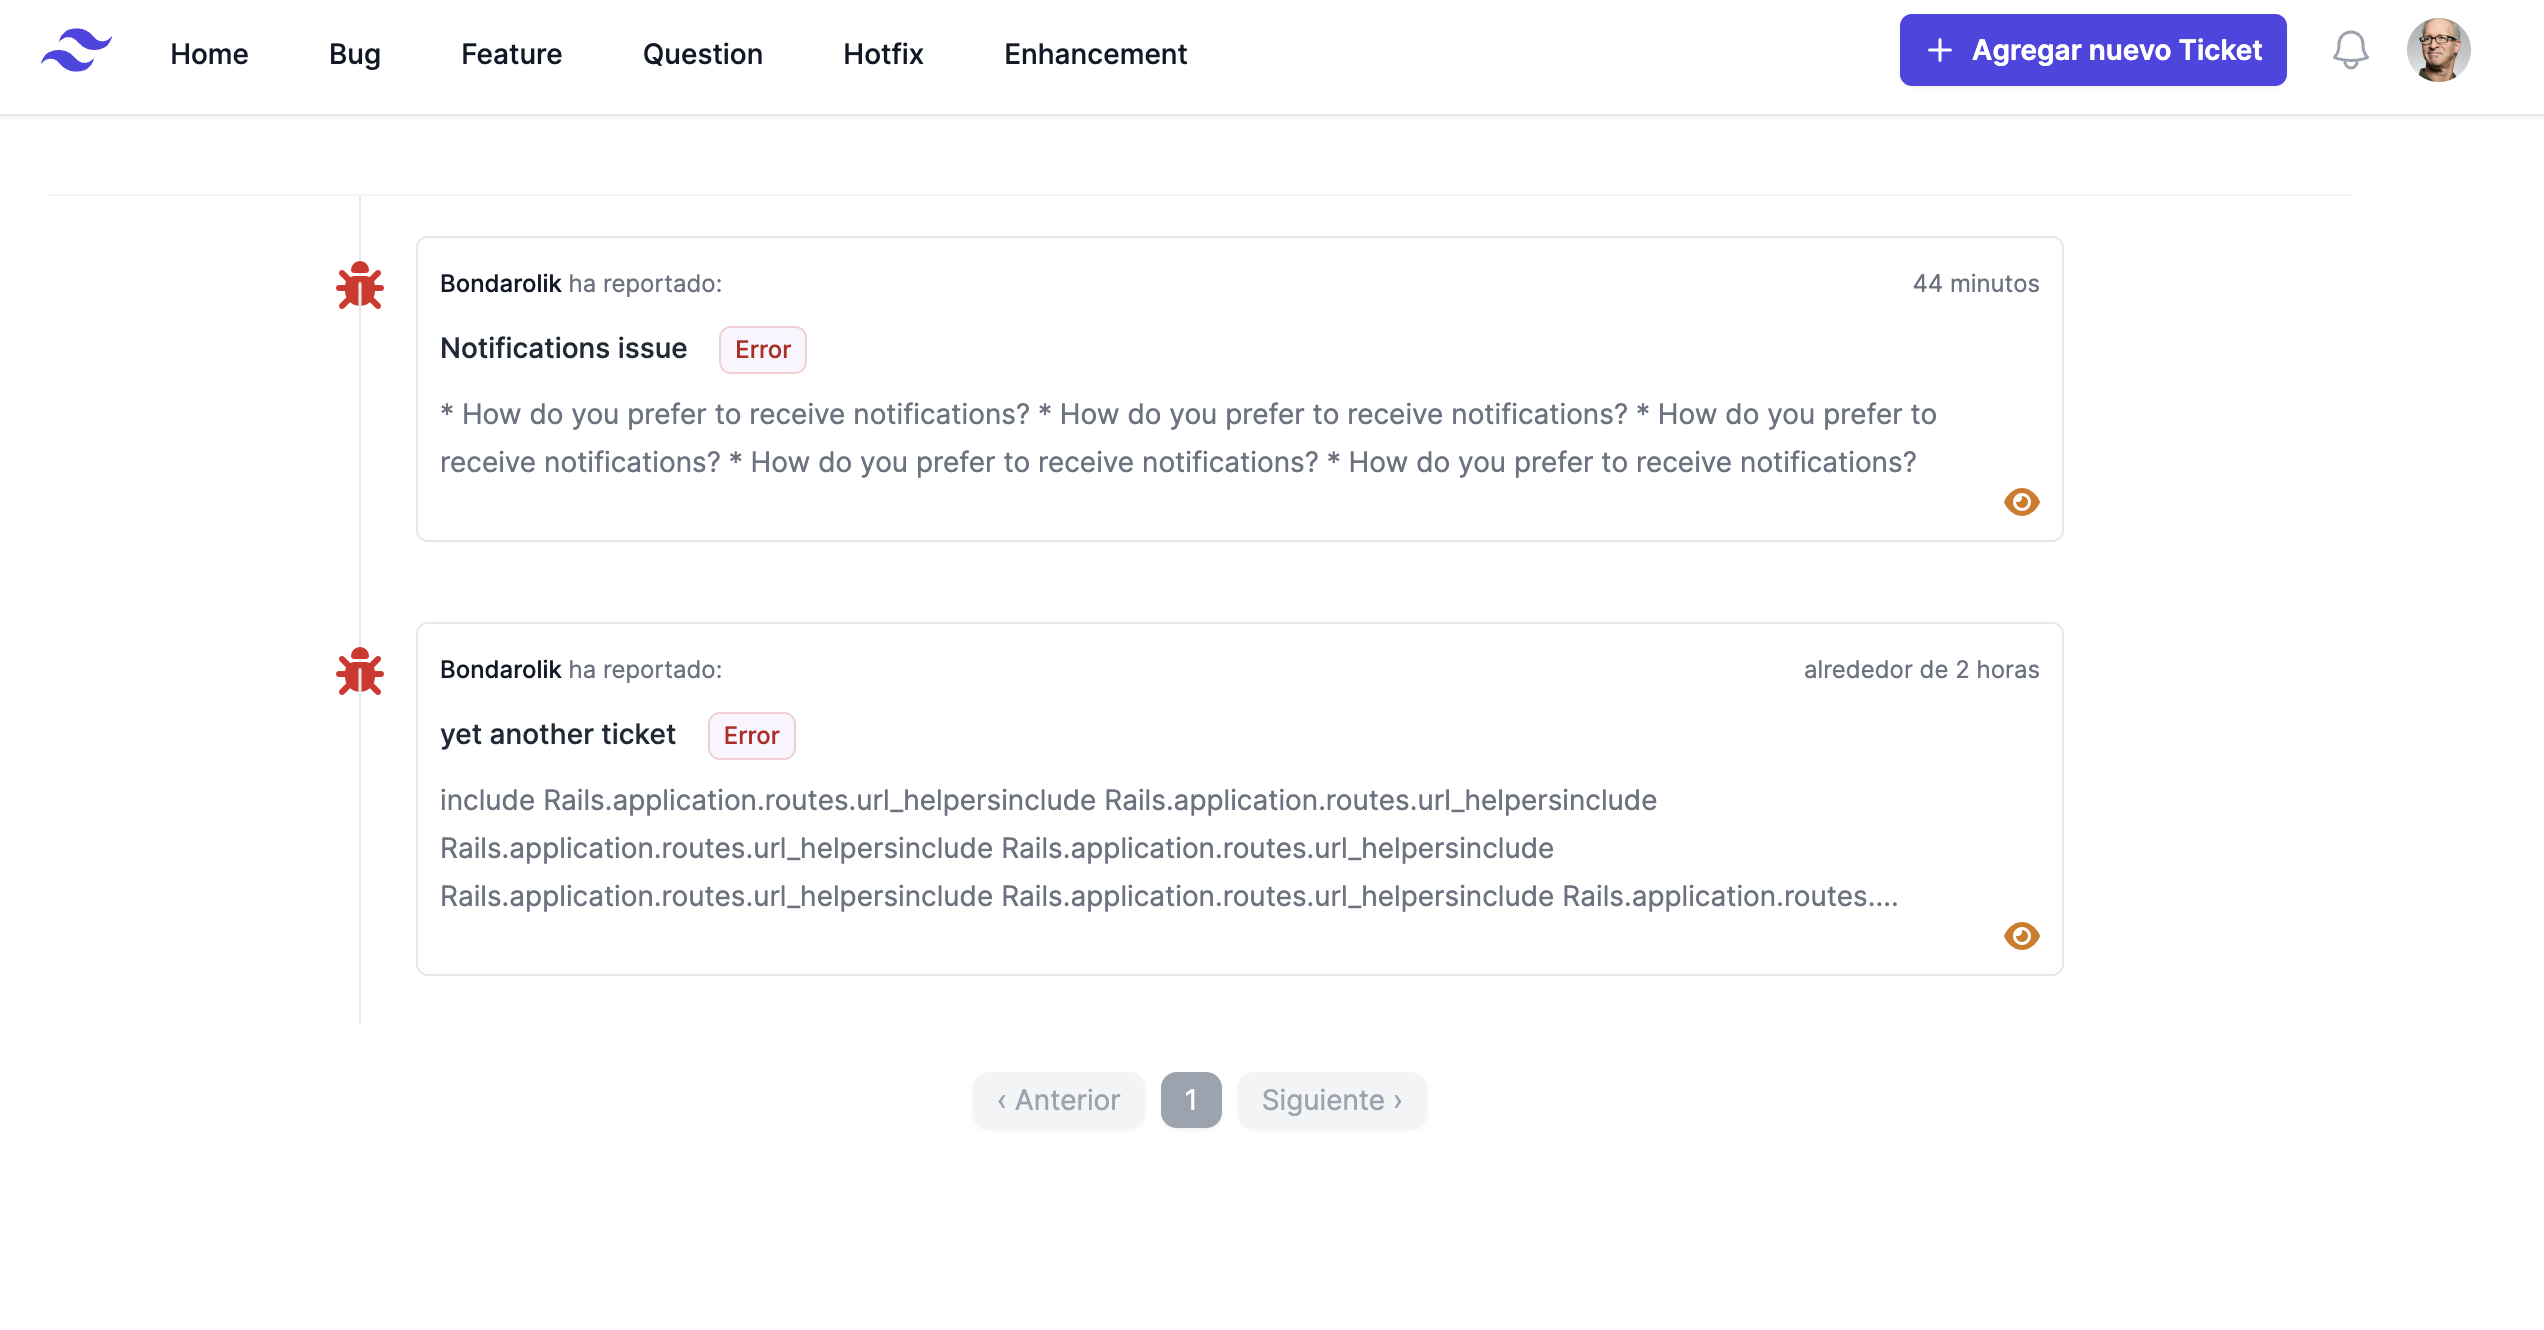 Home Bug Feature Question Hotfix Enhancement + Agregar nuevo Ticket
Bondarolik ha reportado: 44 minutos
Notifications issue Error
* How do you prefer to receive notifications? * How do you prefer to receive notifications? * How do you prefer to
receive notifications? * How do you prefer to receive notifications? * How do you prefer to receive notifications?
Bondarolik ha reportado: alrededor de 2 horas
yet another ticket Error
include Rails.application.routes.url_helpersinclude Rails.application.routes.url_helpersinclude
Rails.application.routes.url_helpersinclude Rails.application.routes.url_helpersinclude
Rails.application.routes.url_helpersinclude Rails.application.routes.url_helpersinclude Rails.application.routes....
‹ Anterior 1 Siguiente ›